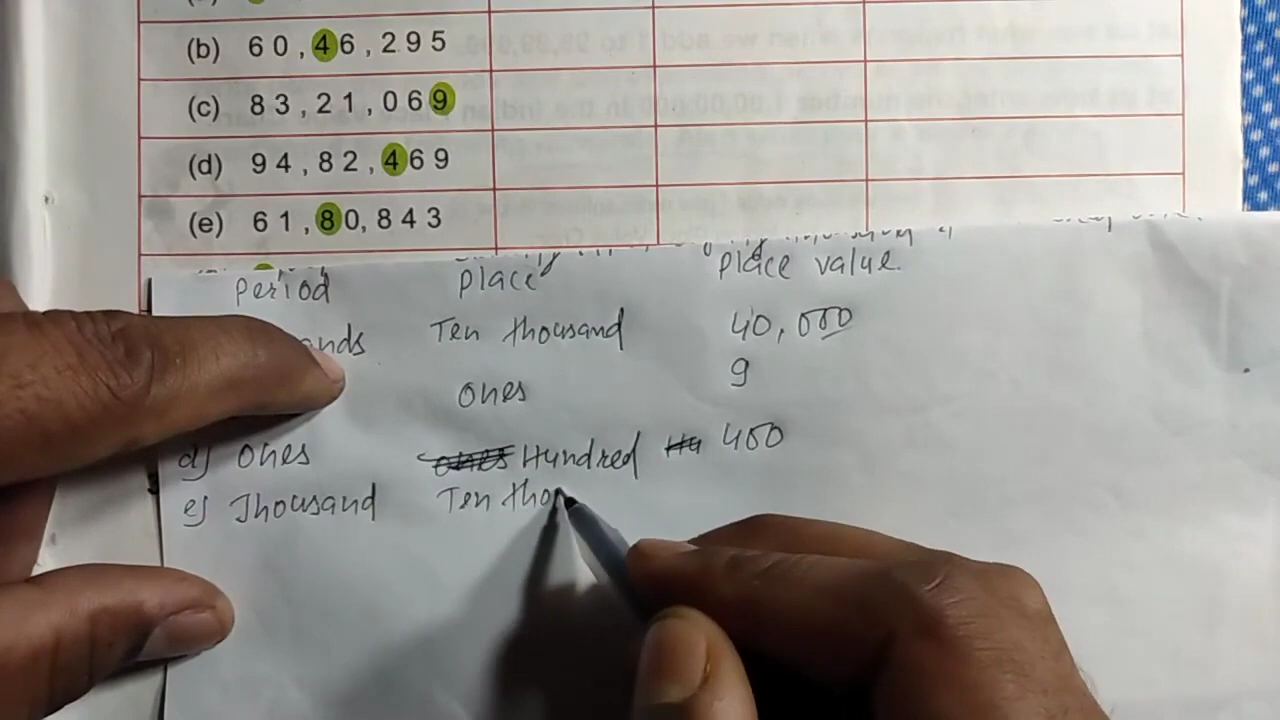 (b) 60,46,295
(c) 83,21,069
(d) 94,82,469
(e) 61,80,843
Period Place Place value
ands Ten thousand 40,000
Ones 9
d) Ones Hundred 400
e) Thousand Ten tho